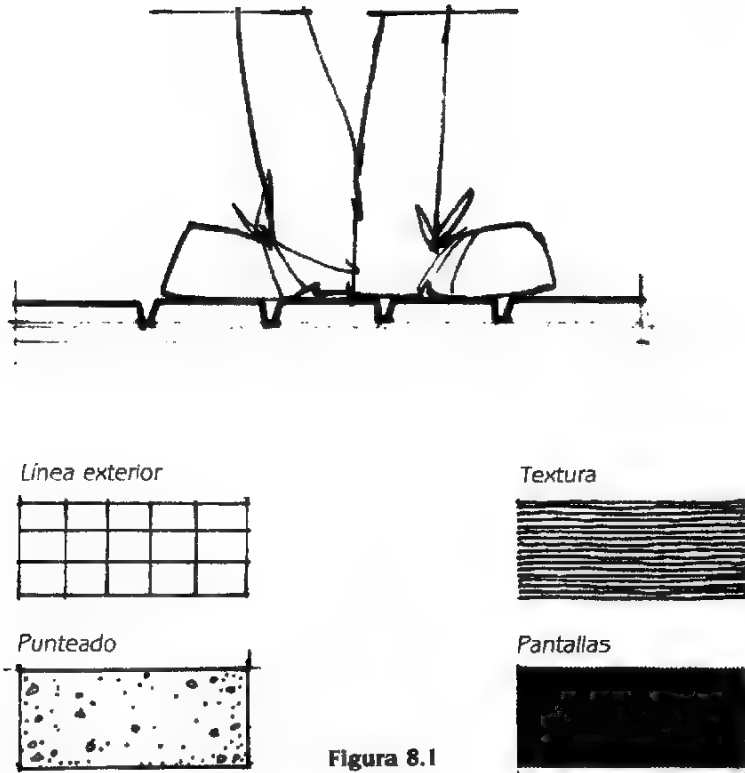 Línea exterior
Textura
Punteado
Pantallas
Figura 8.1